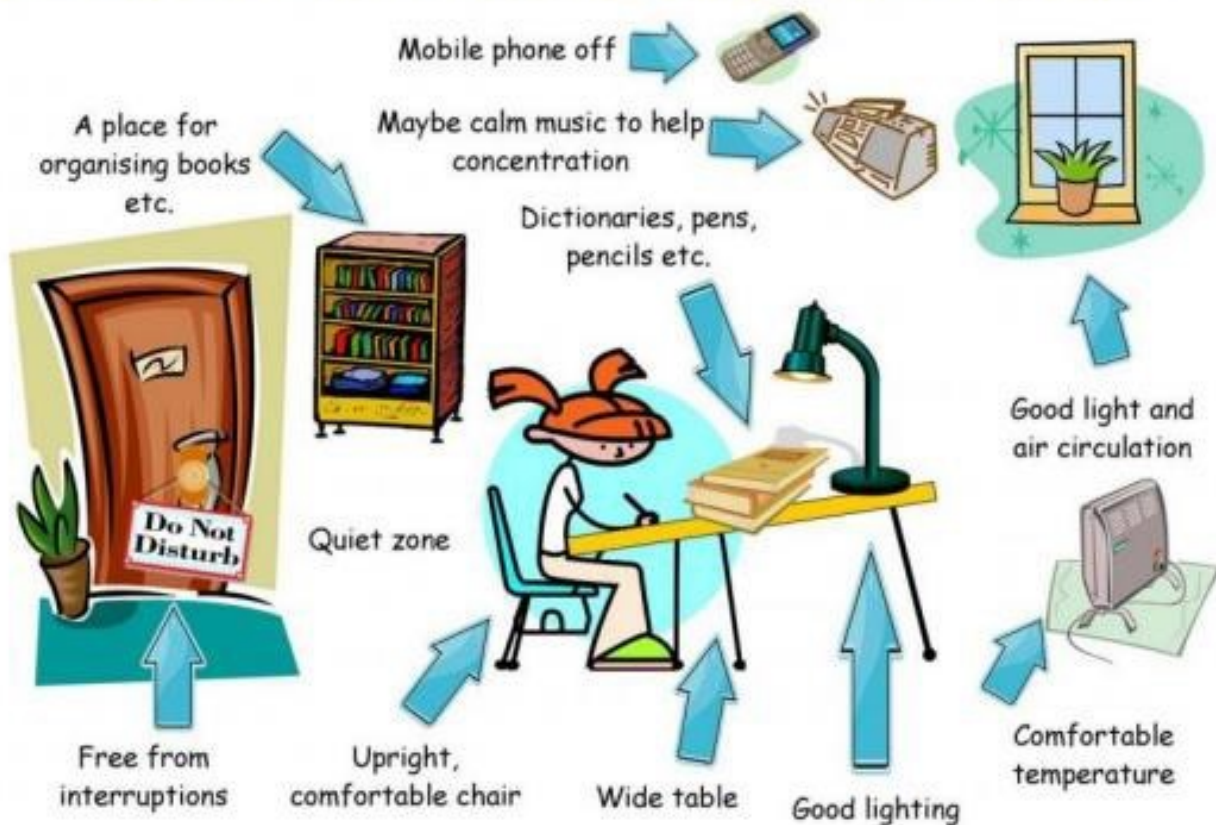 Mobile phone off
Maybe calm music to help
concentration
A place for
organising books
etc.
Dictionaries, pens,
pencils etc.
Good light and
air circulation
Do Not
Disturb
Quiet zone
Free from
interruptions
Upright,
comfortable chair
Wide table
Good lighting
Comfortable
temperature